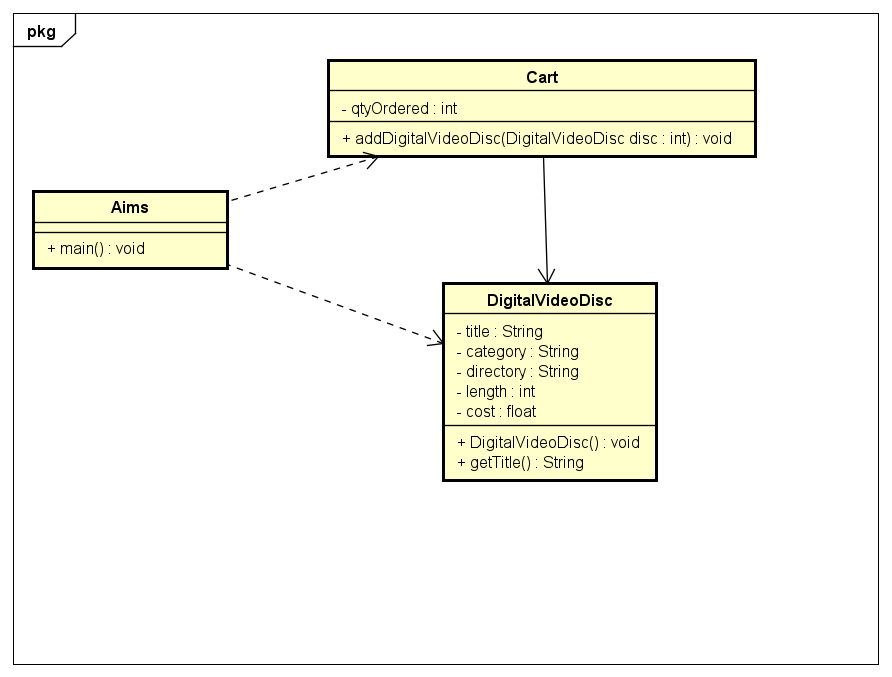 pkg
Cart
- qtyOrdered : int
+ addDigitalVideoDisc(DigitalVideoDisc disc : int) : void
Aims
+ main() : void
DigitalVideoDisc
- title : String
- category : String
- directory : String
- length : int
- cost : float
+ DigitalVideoDisc() : void
+ getTitle() : String